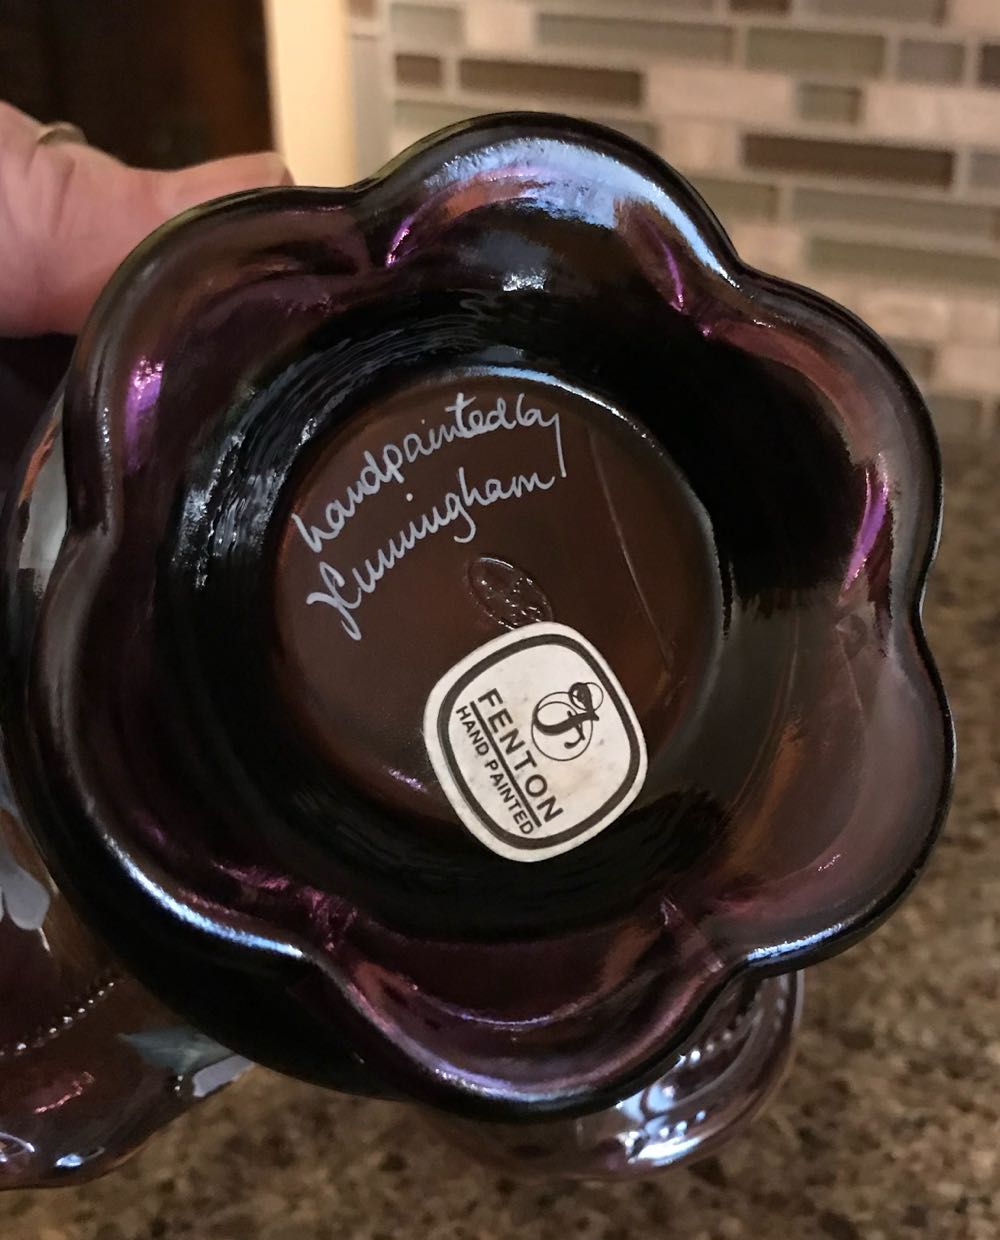 handpainted by
J Cunningham
FENTON
HAND PAINTED